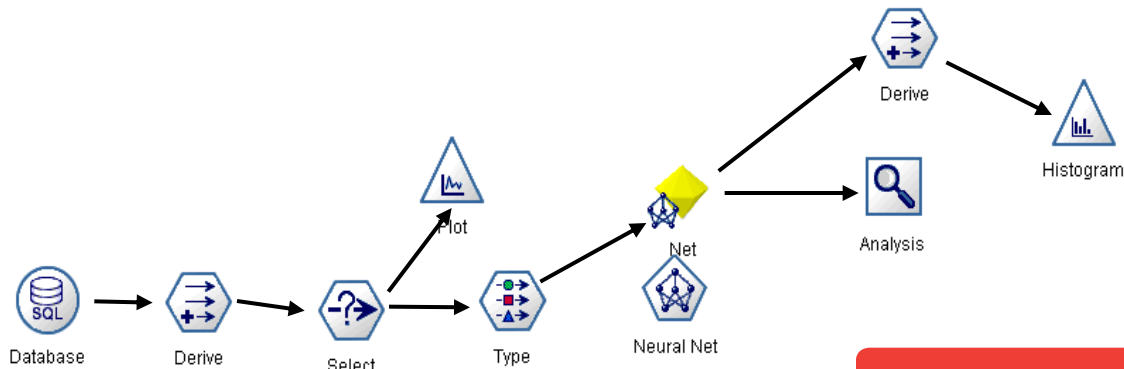 Derive
Histogram
Plot
Net
Analysis
SQL
Database
Derive
Select
Type
Neural Net